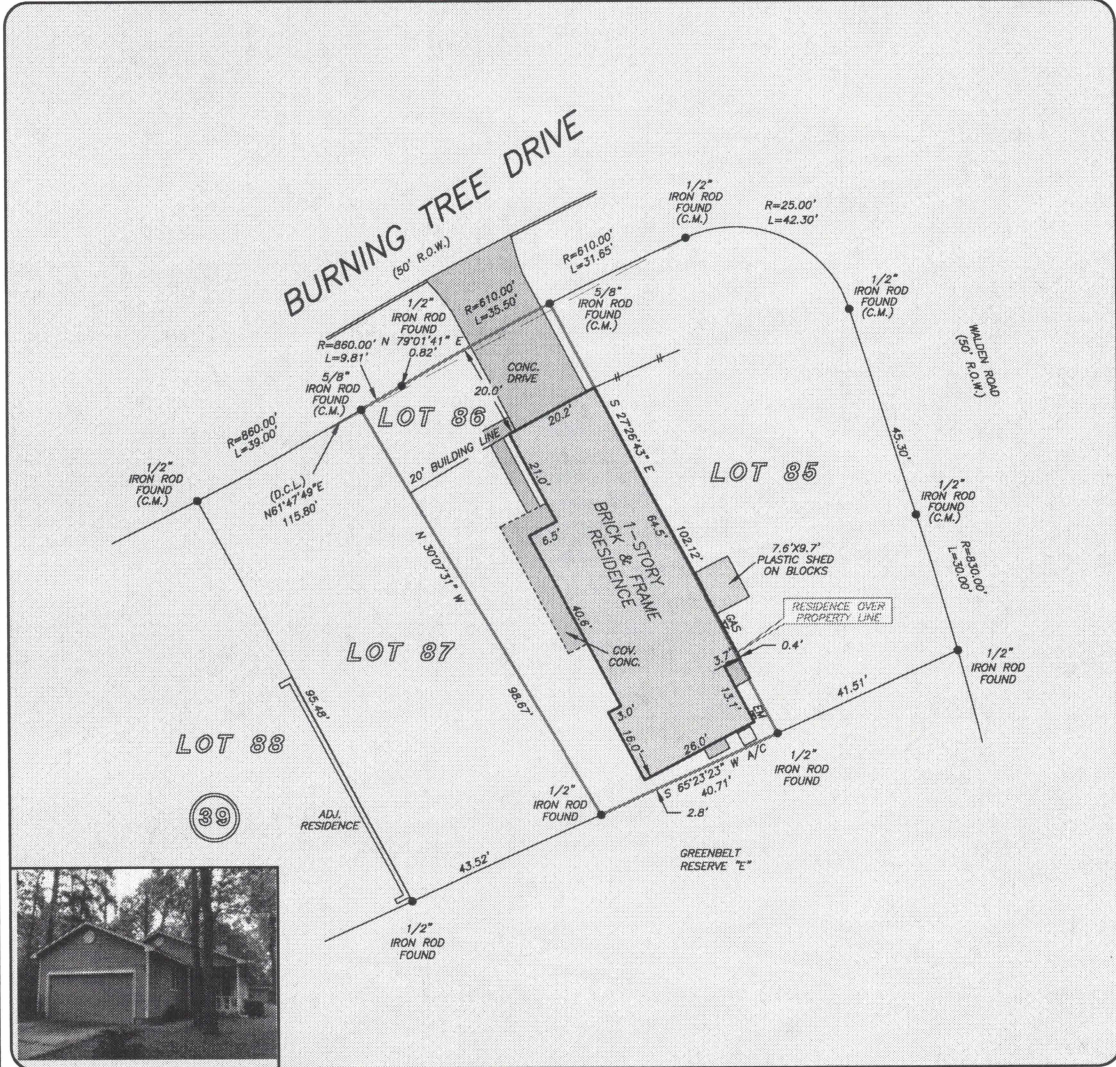 BURNING TREE DRIVE
(50' R.O.W.)
1/2"
IRON ROD
FOUND
(C.M.)
R=25.00'
L=42.30'
R=610.00'
L=31.65'
R=610.00'
L=35.50'
5/8"
IRON ROD
FOUND
(C.M.)
1/2"
IRON ROD
FOUND
(C.M.)
WALDEN ROAD
(50' R.O.W.)
1/2"
IRON ROD
FOUND
N 79°01'41" E
0.82'
R=860.00'
L=9.81'
5/8"
IRON ROD
FOUND
(C.M.)
CONC.
DRIVE
20.0'
LOT 86
20.2'
20' BUILDING LINE
R=860.00'
L=39.00'
1/2"
IRON ROD
FOUND
(C.M.)
(D.C.L.)
N61°47'49"E
115.80'
S 27°26'43" E
102.12'
LOT 85
45.30'
1/2"
IRON ROD
FOUND
(C.M.)
21.0'
6.5'
1-STORY
BRICK & FRAME
RESIDENCE
64.5'
7.6'X9.7'
PLASTIC SHED
ON BLOCKS
R=830.00'
L=30.00'
N 30°07'31" W
98.67'
GAS
RESIDENCE OVER
PROPERTY LINE
0.4'
3.7'
40.6'
COV.
CONC.
LOT 87
1/2"
IRON ROD
FOUND
41.51'
13.1'
EM
3.0'
16.0'
26.0'
A/C
S 65°23'23" W
40.71'
2.8'
1/2"
IRON ROD
FOUND
95.48'
LOT 88
39
ADJ.
RESIDENCE
1/2"
IRON ROD
FOUND
GREENBELT
RESERVE "E"
43.52'
1/2"
IRON ROD
FOUND